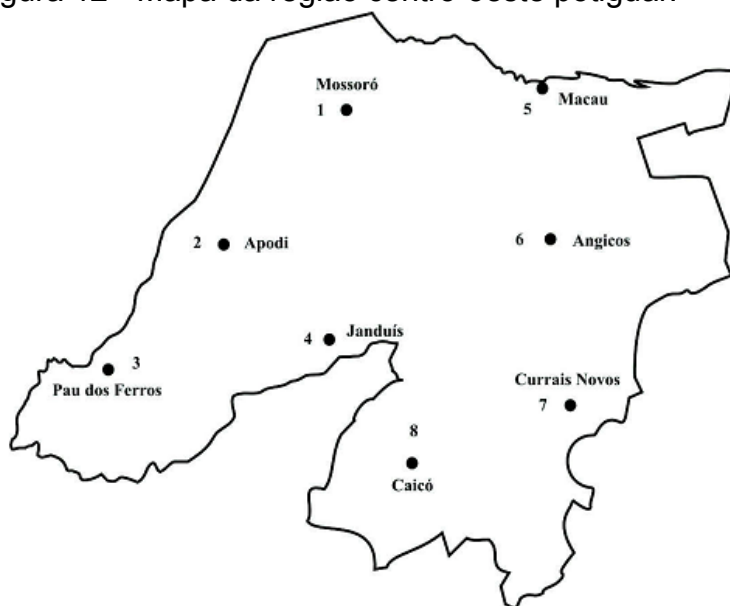 gura 12 - Mapa da região centro-oeste potiguar.
Mossoró
1
5
Macau
2
Apodi
6
Angicos
4
Janduís
3
Pau dos Ferros
Currais Novos
7
8
Caicó